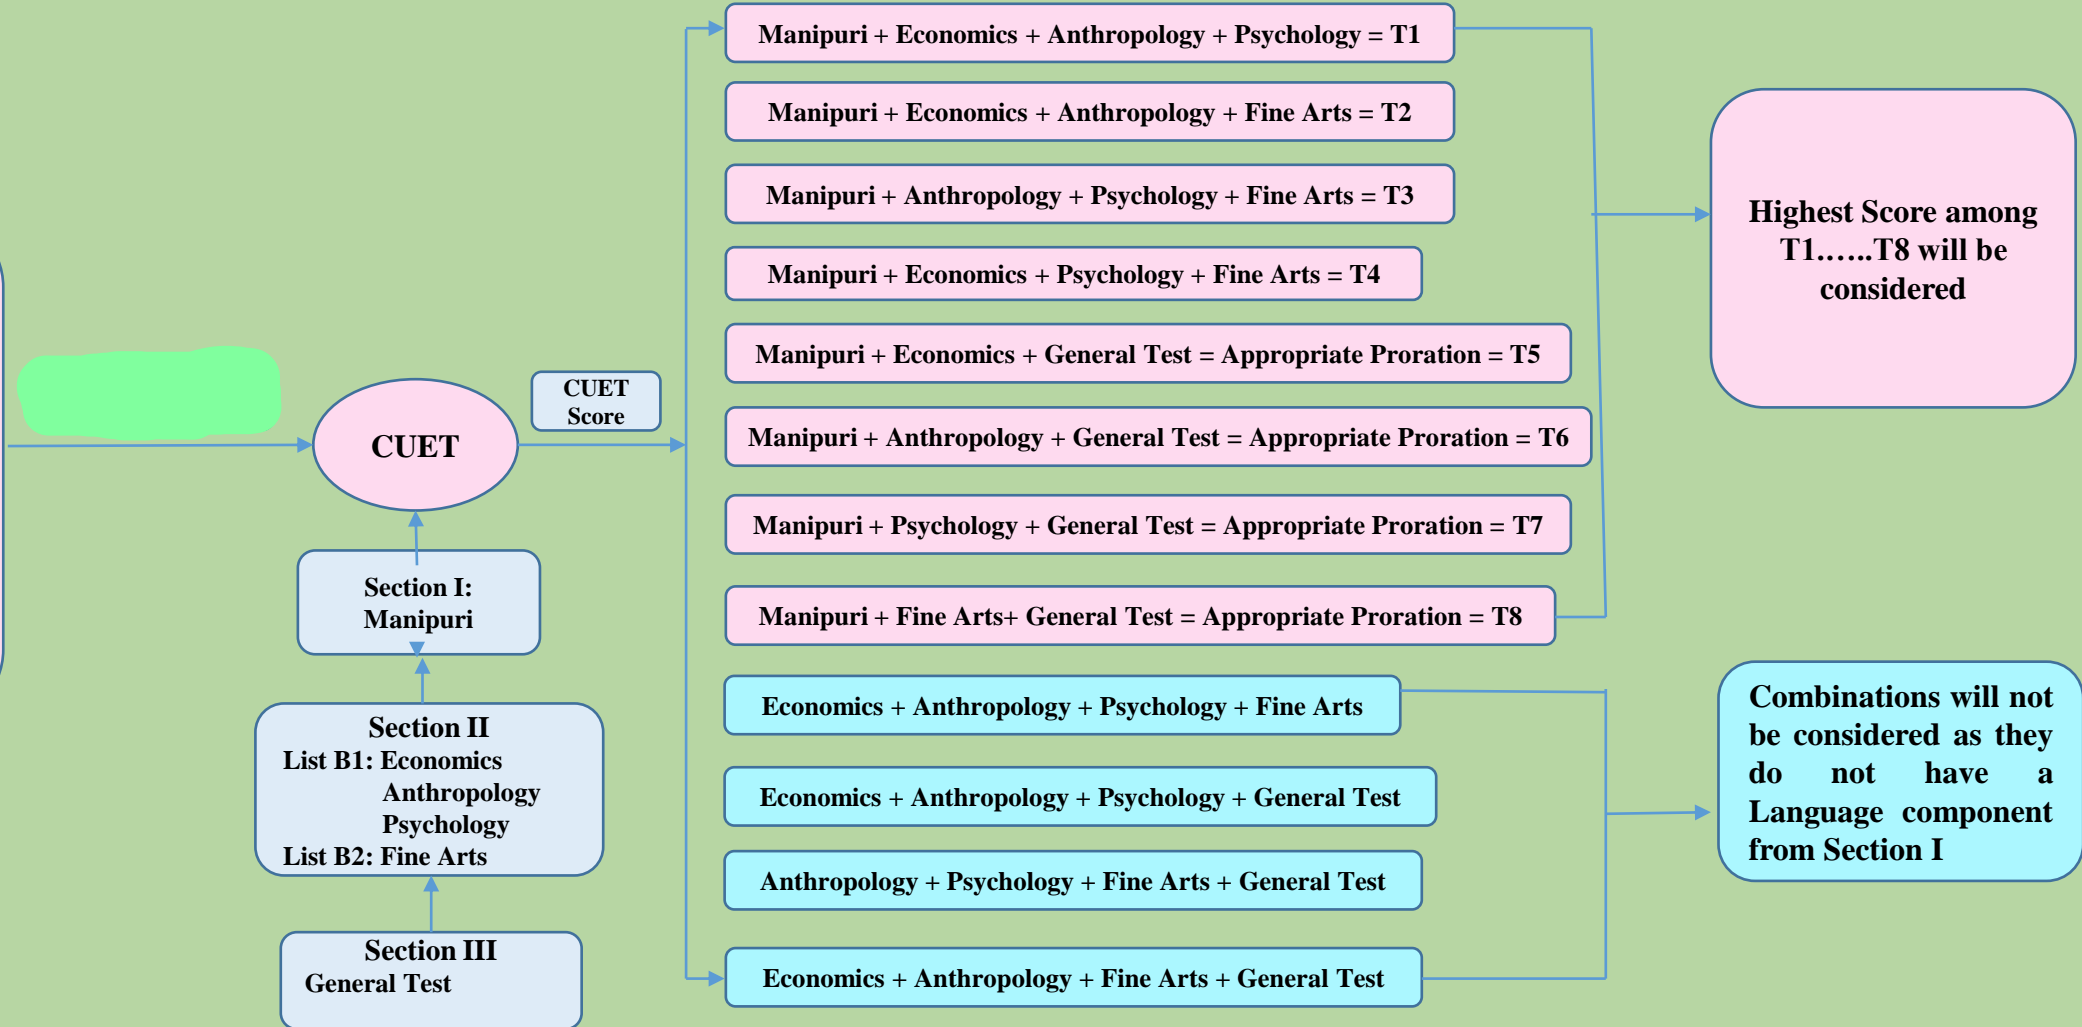 CUET
CUET
Score
Section I:
Manipuri
Section II
List B1: Economics
Anthropology
Psychology
List B2: Fine Arts
Section III
General Test
Manipuri + Economics + Anthropology + Psychology = T1
Manipuri + Economics + Anthropology + Fine Arts = T2
Manipuri + Anthropology + Psychology + Fine Arts = T3
Manipuri + Economics + Psychology + Fine Arts = T4
Manipuri + Economics + General Test = Appropriate Proration = T5
Manipuri + Anthropology + General Test = Appropriate Proration = T6
Manipuri + Psychology + General Test = Appropriate Proration = T7
Manipuri + Fine Arts+ General Test = Appropriate Proration = T8
Economics + Anthropology + Psychology + Fine Arts
Economics + Anthropology + Psychology + General Test
Anthropology + Psychology + Fine Arts + General Test
Economics + Anthropology + Fine Arts + General Test
Highest Score among
T1.…..T8 will be
considered
Combinations will not
be considered as they
do not have a
Language component
from Section I